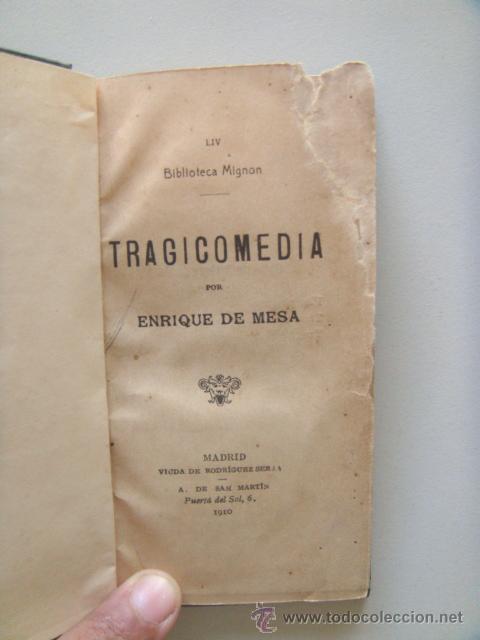 LIV
Biblioteca Mignon
TRAGICOMEDIA
POR
ENRIQUE DE MESA
MADRID
VIUDA DE RODRÍGUEZ SERRA
A. DE SAN MARTÍN
Puerta del Sol, 6.
1910
www.todocoleccion.net